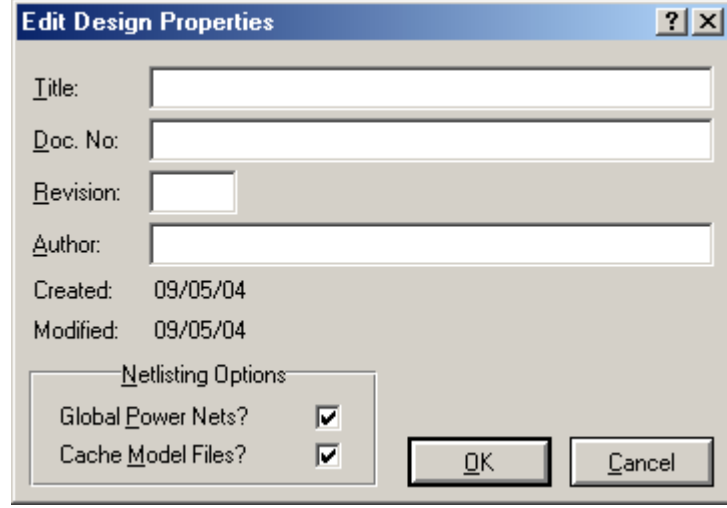 Edit Design Properties
Title:
Doc. No:
Revision:
Author:
Created: 09/05/04
Modified: 09/05/04
Netlisting Options
Global Power Nets?
Cache Model Files?
OK Cancel